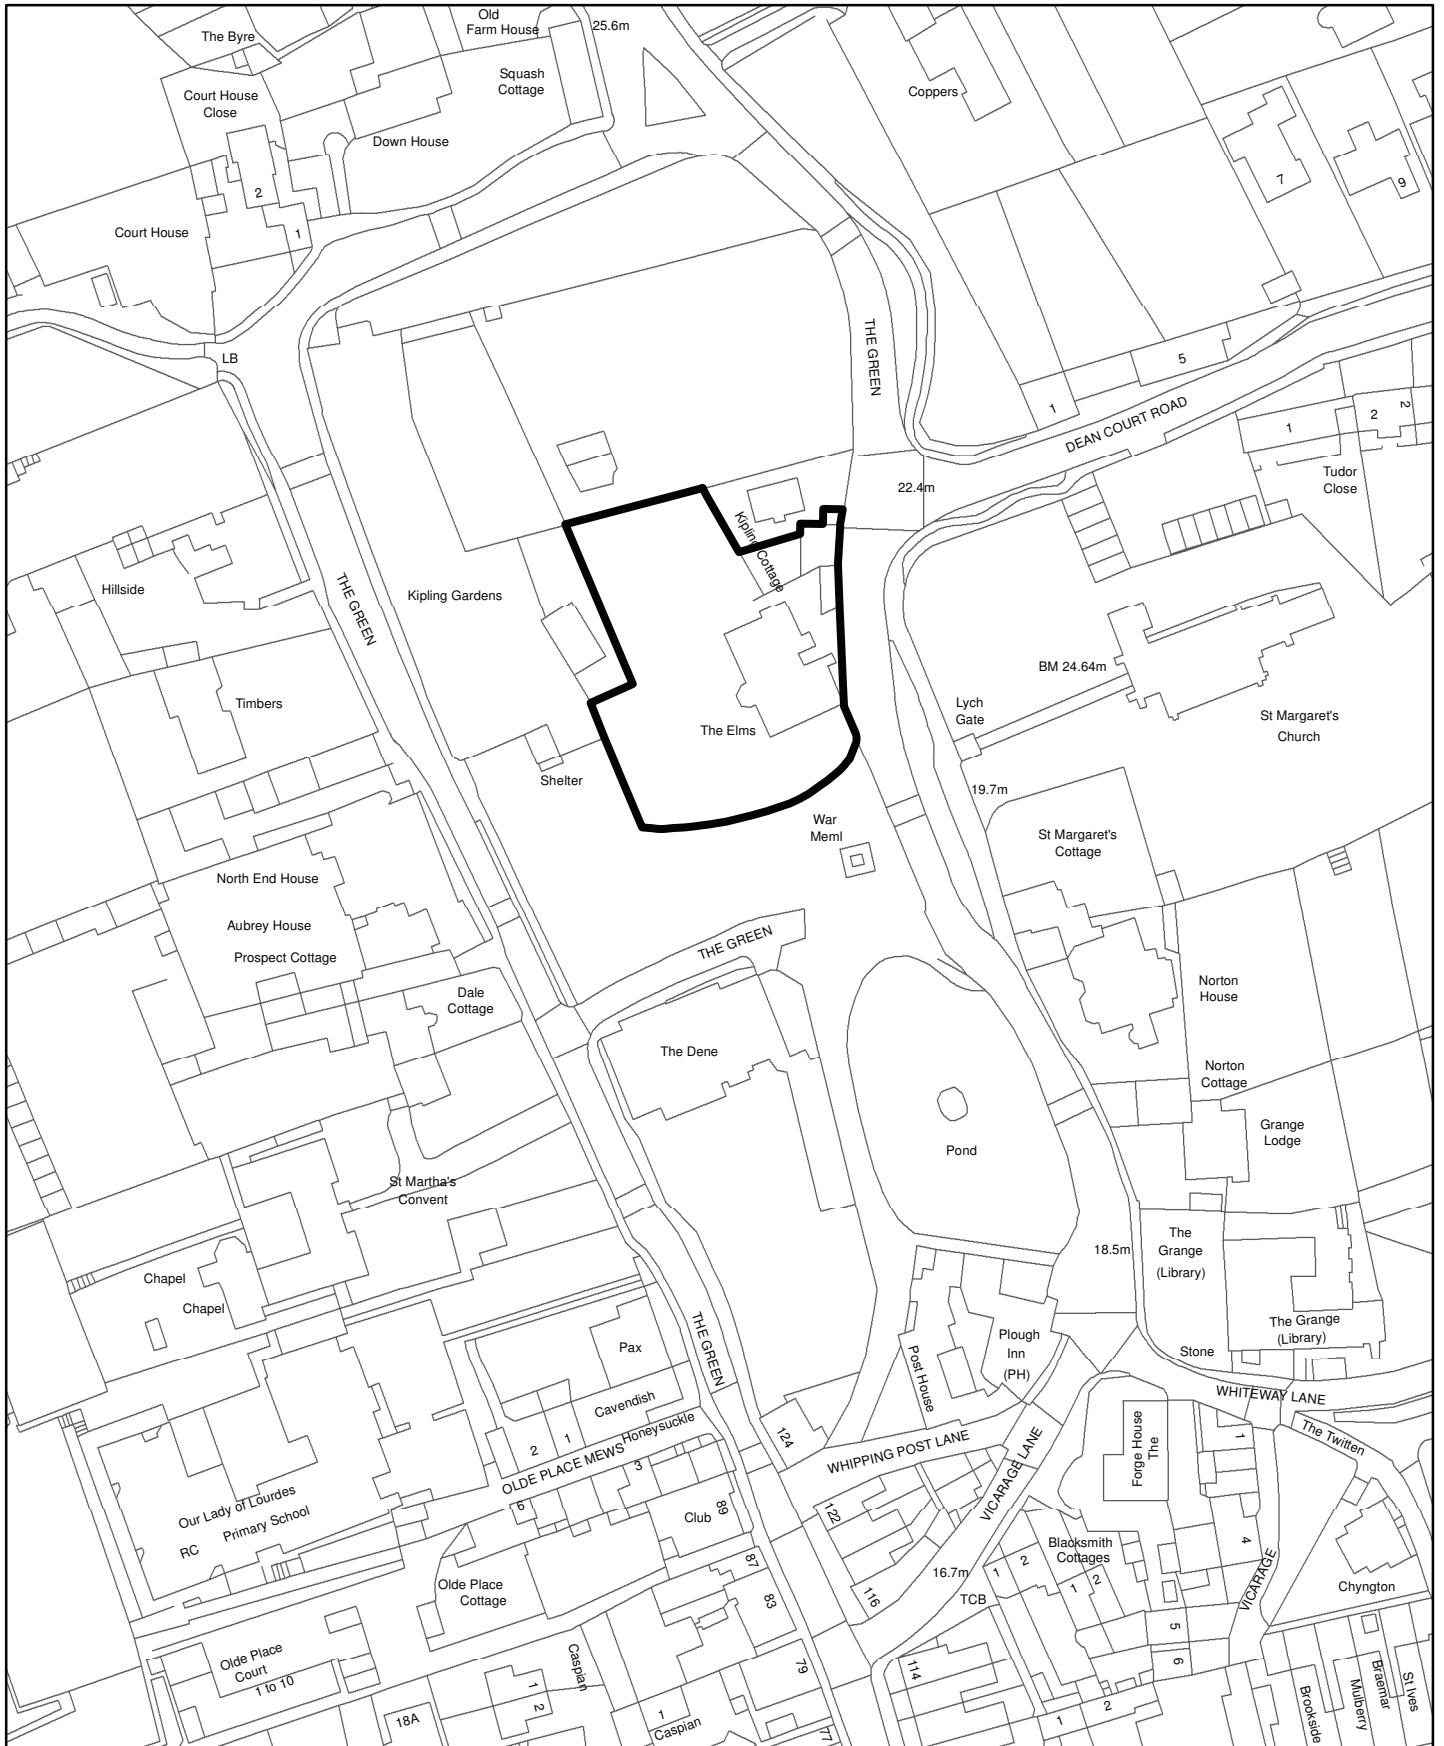 Old
Farm House
25.6m
The Byre
Squash
Cottage
Coppers
Court House
Close
Down House
2
7
9
Court House
1
THE GREEN
LB
5
1
DEAN COURT ROAD
2
2
1
Tudor
Close
22.4m
Kipling Cottage
Hillside
THE GREEN
Kipling Gardens
BM 24.64m
Timbers
Lych
Gate
St Margaret's
Church
The Elms
Shelter
19.7m
War
Meml
St Margaret's
Cottage
North End House
Aubrey House
Prospect Cottage
THE GREEN
Dale
Cottage
Norton
House
The Dene
Norton
Cottage
Pond
Grange
Lodge
St Martha's
Convent
18.5m
The
Grange
(Library)
Chapel
Chapel
The Grange
(Library)
THE GREEN
Pax
Plough
Inn
(PH)
Post House
Stone
WHITEWAY LANE
Cavendish
Honeysuckle
2
1
OLDE PLACE MEWS
3
6
124
WHIPPING POST LANE
VICARAGE LANE
Forge House
The
1
The Twitten
Our Lady of Lourdes
Primary School
RC
Club
89
122
4
Blacksmith
Cottages
2
1
2
1
16.7m
87
83
116
TCB
Olde Place
Cottage
VICARAGE
Chyngton
5
6
Olde Place
Court
1 to 10
Caspian
79
114
1
2
18A
1
Caspian
77
1
2
Brookside
Mulberry
Braemar
St Ives